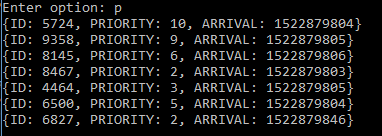 Enter option: p
{ID: 5724, PRIORITY: 10, ARRIVAL: 1522879804}
{ID: 9358, PRIORITY: 9, ARRIVAL: 1522879805}
{ID: 8145, PRIORITY: 6, ARRIVAL: 1522879806}
{ID: 8467, PRIORITY: 2, ARRIVAL: 1522879803}
{ID: 4464, PRIORITY: 3, ARRIVAL: 1522879805}
{ID: 6500, PRIORITY: 5, ARRIVAL: 1522879804}
{ID: 6827, PRIORITY: 2, ARRIVAL: 1522879846}